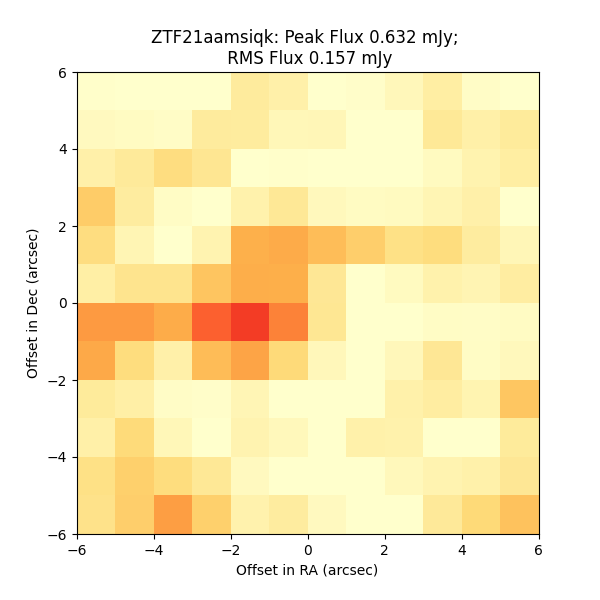 ZTF21aamsiqk: Peak Flux 0.632 mJy;
RMS Flux 0.157 mJy
6
4
2
0
−2
−4
−6
Offset in Dec (arcsec)
−6 −4 −2 0 2 4 6
Offset in RA (arcsec)